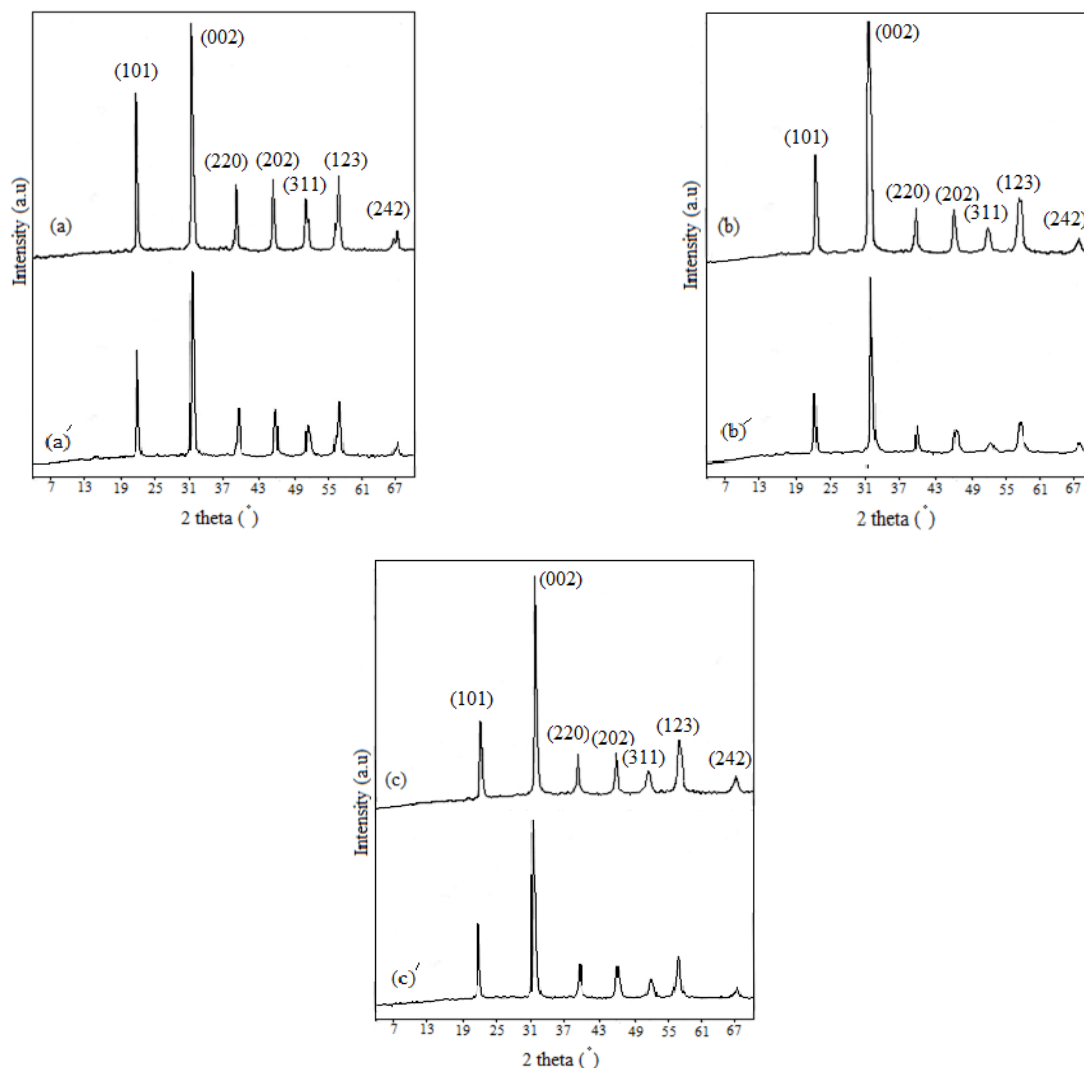 (002)
(101)
(220) (202) (123)
(311)
(242)
(a)
Intensity (a.u)
(a)′
7 13 19 25 31 37 43 49 55 61 67
2 theta (°)
(002)
(101)
(123)
(220) (202)
(311)
(242)
(b)
Intensity (a.u)
(b)′
7 13 19 25 31 37 43 49 55 61 67
2 theta (°)
(002)
(101)
(123)
(220) (202)
(311) (242)
(c)
Intensity (a.u)
(c)′
7 13 19 25 31 37 43 49 55 61 67
2 theta (°)